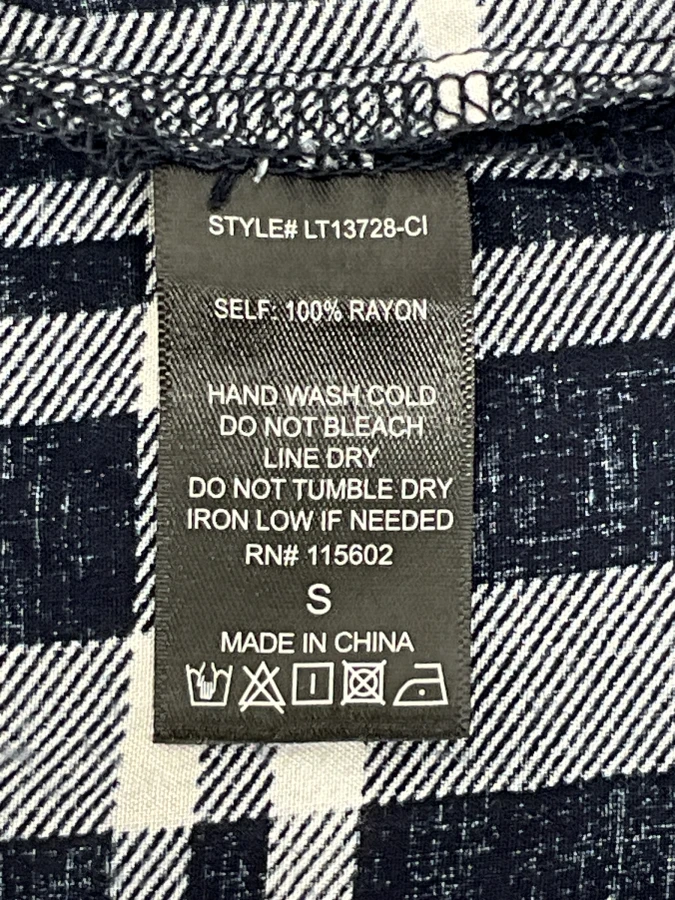 STYLE# LT13728-CI
SELF: 100% RAYON
HAND WASH COLD
DO NOT BLEACH
LINE DRY
DO NOT TUMBLE DRY
IRON LOW IF NEEDED
RN# 115602
S
MADE IN CHINA